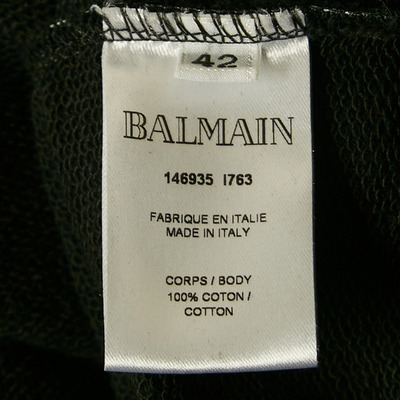 42
BALMAIN
146935 I763
FABRIQUE EN ITALIE
MADE IN ITALY
CORPS / BODY
100% COTON /
COTTON